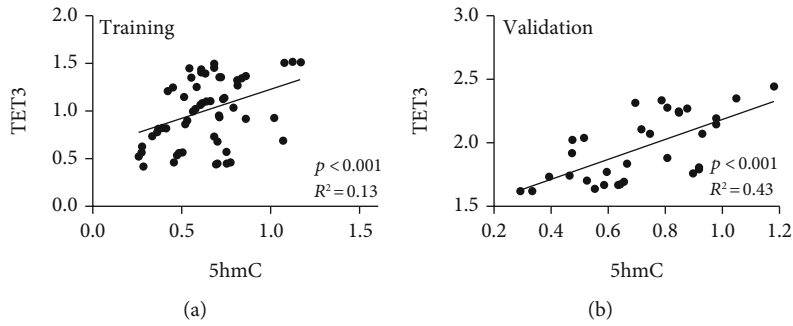 Training
TET3
2.0
1.5
1.0
0.5
0.0
p < 0.001
R² = 0.13
0.0 0.5 1.0 1.5
5hmC
(a)
Validation
TET3
3.0
2.5
2.0
1.5
p < 0.001
R² = 0.43
0.2 0.4 0.6 0.8 1.0 1.2
5hmC
(b)